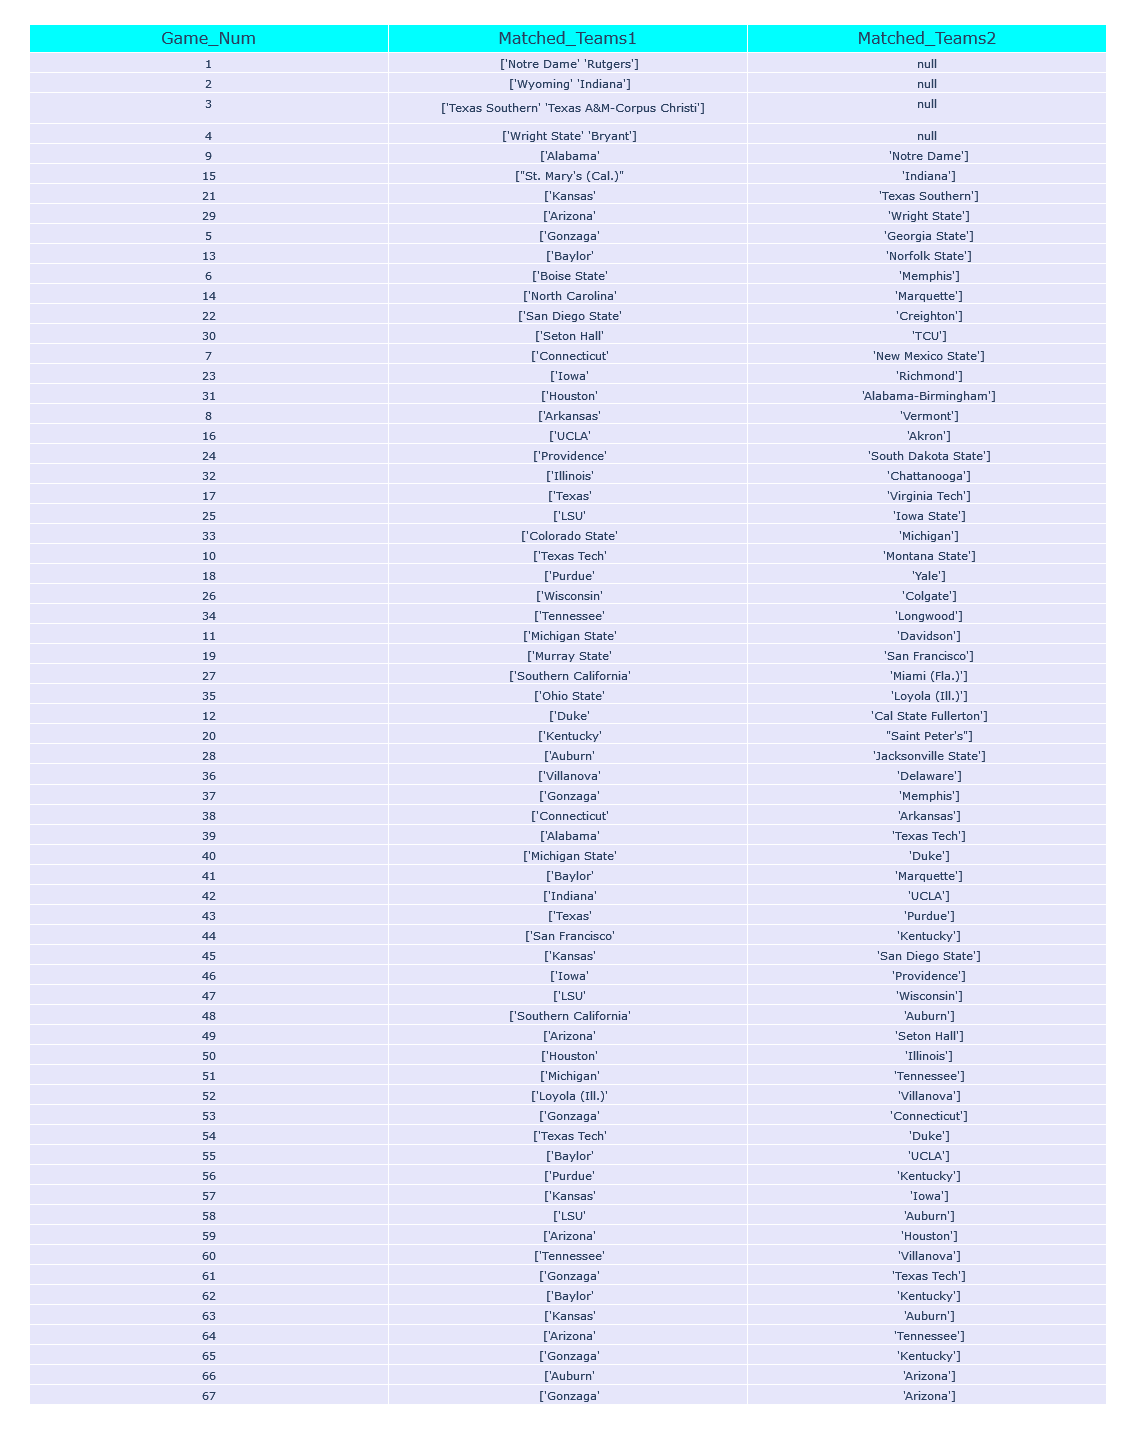 Game_Num Matched_Teams1 Matched_Teams2
1 ['Notre Dame' 'Rutgers'] null
2 ['Wyoming' 'Indiana'] null
3 ['Texas Southern' 'Texas A&M-Corpus Christi'] null
4 ['Wright State' 'Bryant'] null
9 ['Alabama' 'Notre Dame']
15 ["St. Mary's (Cal.)" 'Indiana']
21 ['Kansas' 'Texas Southern']
29 ['Arizona' 'Wright State']
5 ['Gonzaga' 'Georgia State']
13 ['Baylor' 'Norfolk State']
6 ['Boise State' 'Memphis']
14 ['North Carolina' 'Marquette']
22 ['San Diego State' 'Creighton']
30 ['Seton Hall' 'TCU']
7 ['Connecticut' 'New Mexico State']
23 ['Iowa' 'Richmond']
31 ['Houston' 'Alabama-Birmingham']
8 ['Arkansas' 'Vermont']
16 ['UCLA' 'Akron']
24 ['Providence' 'South Dakota State']
32 ['Illinois' 'Chattanooga']
17 ['Texas' 'Virginia Tech']
25 ['LSU' 'Iowa State']
33 ['Colorado State' 'Michigan']
10 ['Texas Tech' 'Montana State']
18 ['Purdue' 'Yale']
26 ['Wisconsin' 'Colgate']
34 ['Tennessee' 'Longwood']
11 ['Michigan State' 'Davidson']
19 ['Murray State' 'San Francisco']
27 ['Southern California' 'Miami (Fla.)']
35 ['Ohio State' 'Loyola (Ill.)']
12 ['Duke' 'Cal State Fullerton']
20 ['Kentucky' "Saint Peter's"]
28 ['Auburn' 'Jacksonville State']
36 ['Villanova' 'Delaware']
37 ['Gonzaga' 'Memphis']
38 ['Connecticut' 'Arkansas']
39 ['Alabama' 'Texas Tech']
40 ['Michigan State' 'Duke']
41 ['Baylor' 'Marquette']
42 ['Indiana' 'UCLA']
43 ['Texas' 'Purdue']
44 ['San Francisco' 'Kentucky']
45 ['Kansas' 'San Diego State']
46 ['Iowa' 'Providence']
47 ['LSU' 'Wisconsin']
48 ['Southern California' 'Auburn']
49 ['Arizona' 'Seton Hall']
50 ['Houston' 'Illinois']
51 ['Michigan' 'Tennessee']
52 ['Loyola (Ill.)' 'Villanova']
53 ['Gonzaga' 'Connecticut']
54 ['Texas Tech' 'Duke']
55 ['Baylor' 'UCLA']
56 ['Purdue' 'Kentucky']
57 ['Kansas' 'Iowa']
58 ['LSU' 'Auburn']
59 ['Arizona' 'Houston']
60 ['Tennessee' 'Villanova']
61 ['Gonzaga' 'Texas Tech']
62 ['Baylor' 'Kentucky']
63 ['Kansas' 'Auburn']
64 ['Arizona' 'Tennessee']
65 ['Gonzaga' 'Kentucky']
66 ['Auburn' 'Arizona']
67 ['Gonzaga' 'Arizona']